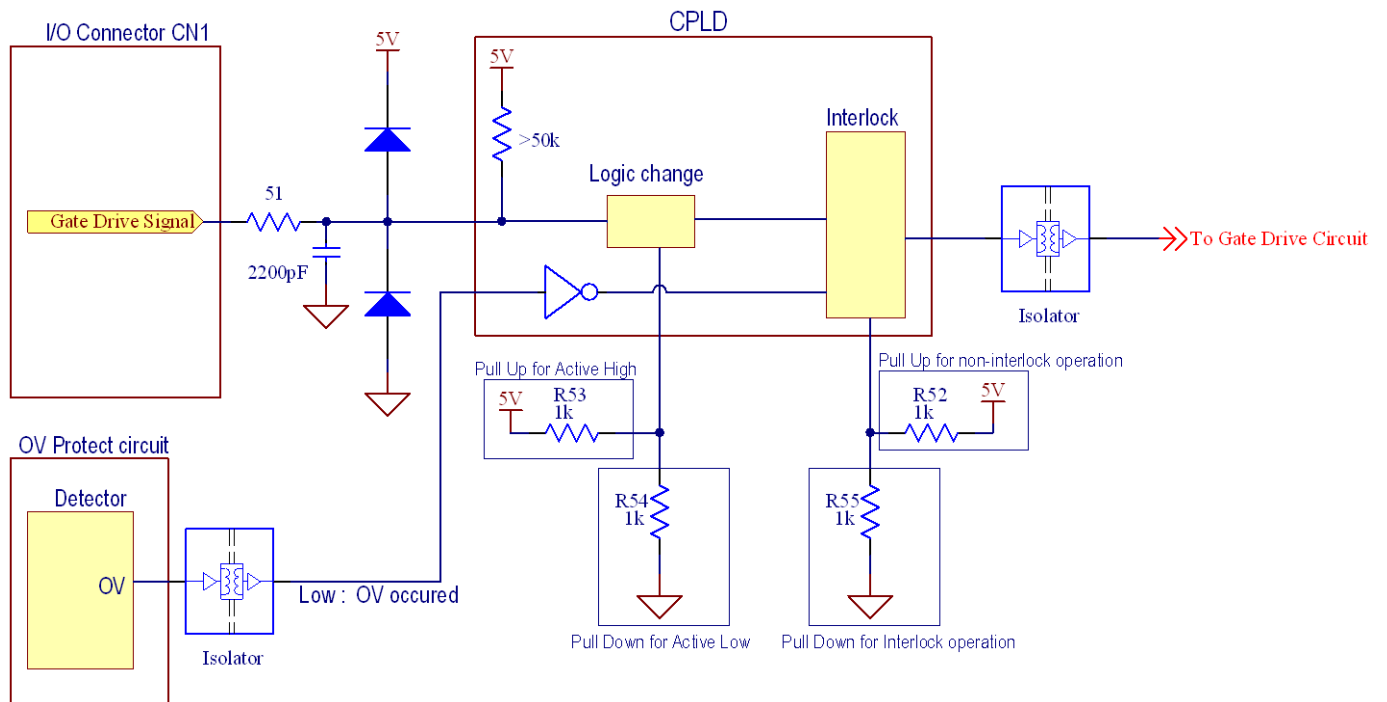 I/O Connector CN1
CPLD
5V
5V
>50k
Interlock
Logic change
51
Gate Drive Signal
2200pF
To Gate Drive Circuit
Isolator
Pull Up for Active High
5V
R53
1k
Pull Up for non-interlock operation
R52
1k
5V
OV Protect circuit
Detector
OV
Isolator
Low : OV occured
R54
1k
Pull Down for Active Low
R55
1k
Pull Down for Interlock operation